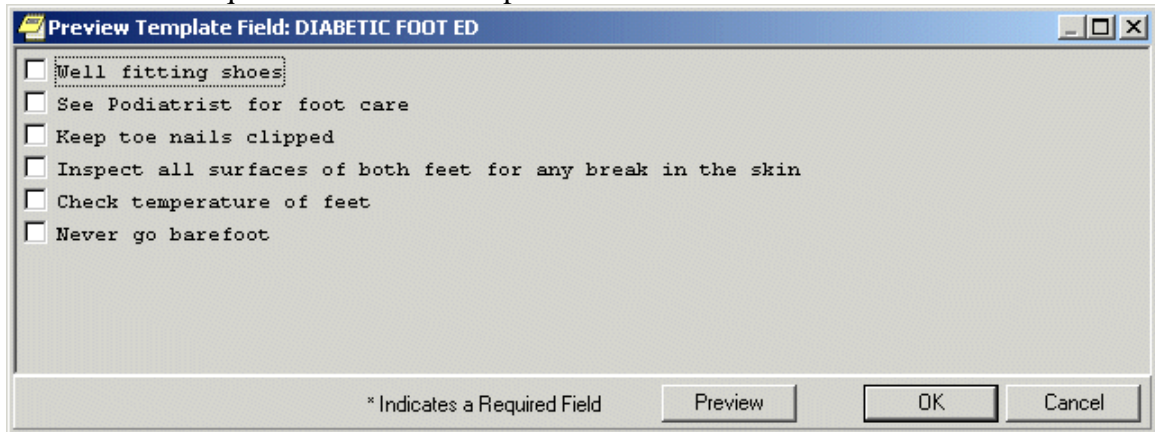 Preview Template Field: DIABETIC FOOT ED
Well fitting shoes
See Podiatrist for foot care
Keep toe nails clipped
Inspect all surfaces of both feet for any break in the skin
Check temperature of feet
Never go barefoot
* Indicates a Required Field Preview OK Cancel